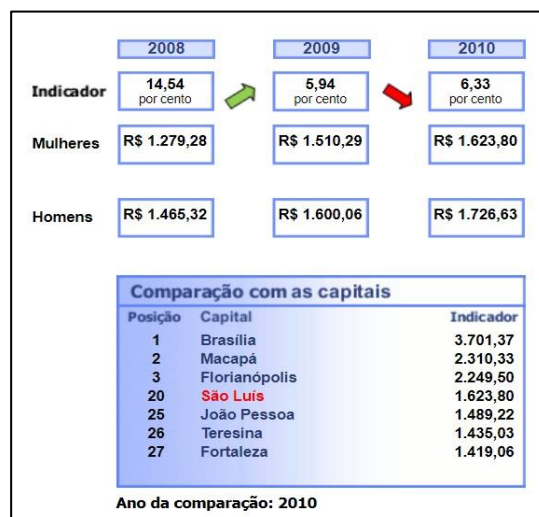 2008 2009 2010
Indicador 14,54 por cento 5,94 por cento 6,33 por cento
Mulheres R$ 1.279,28 R$ 1.510,29 R$ 1.623,80
Homens R$ 1.465,32 R$ 1.600,06 R$ 1.726,63
Comparação com as capitais
Posição Capital Indicador
1 Brasília 3.701,37
2 Macapá 2.310,33
3 Florianópolis 2.249,50
20 São Luís 1.623,80
25 João Pessoa 1.489,22
26 Teresina 1.435,03
27 Fortaleza 1.419,06
Ano da comparação: 2010